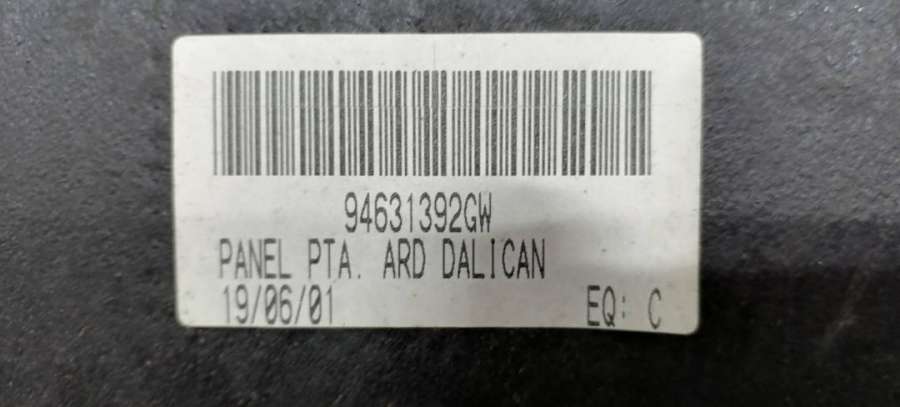 94631392GW
PANEL PTA. ARD DALICAN
19/06/01 EQ: C